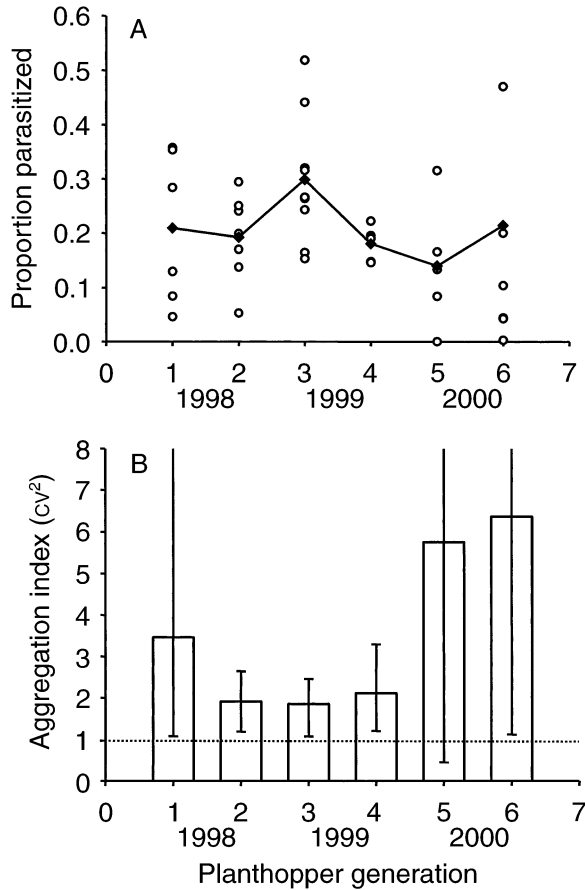 A
Proportion parasitized
0.6
0.5
0.4
0.3
0.2
0.1
0.0
0 1 2 3 4 5 6 7
1998 1999 2000
B
Aggregation index (CV²)
8
7
6
5
4
3
2
1
0
0 1 2 3 4 5 6 7
1998 1999 2000
Planthopper generation